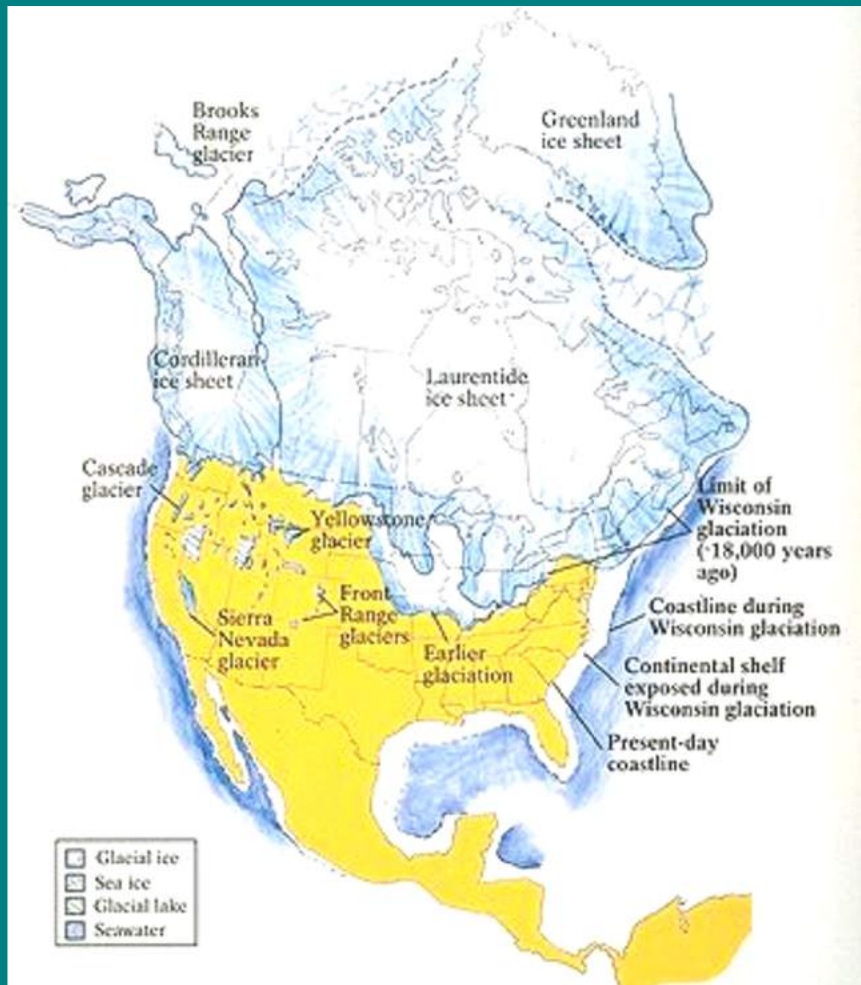 Brooks
Range
glacier
Greenland
ice sheet
Cordilleran
ice sheet
Laurentide
ice sheet
Cascade
glacier
Yellowstone
glacier
Limit of
Wisconsin
glaciation
(~18,000 years
ago)
Sierra
Nevada
glacier
Front
Range
glaciers
Earlier
glaciation
Coastline during
Wisconsin glaciation
Continental shelf
exposed during
Wisconsin glaciation
Present-day
coastline
Glacial ice
Sea ice
Glacial lake
Seawater